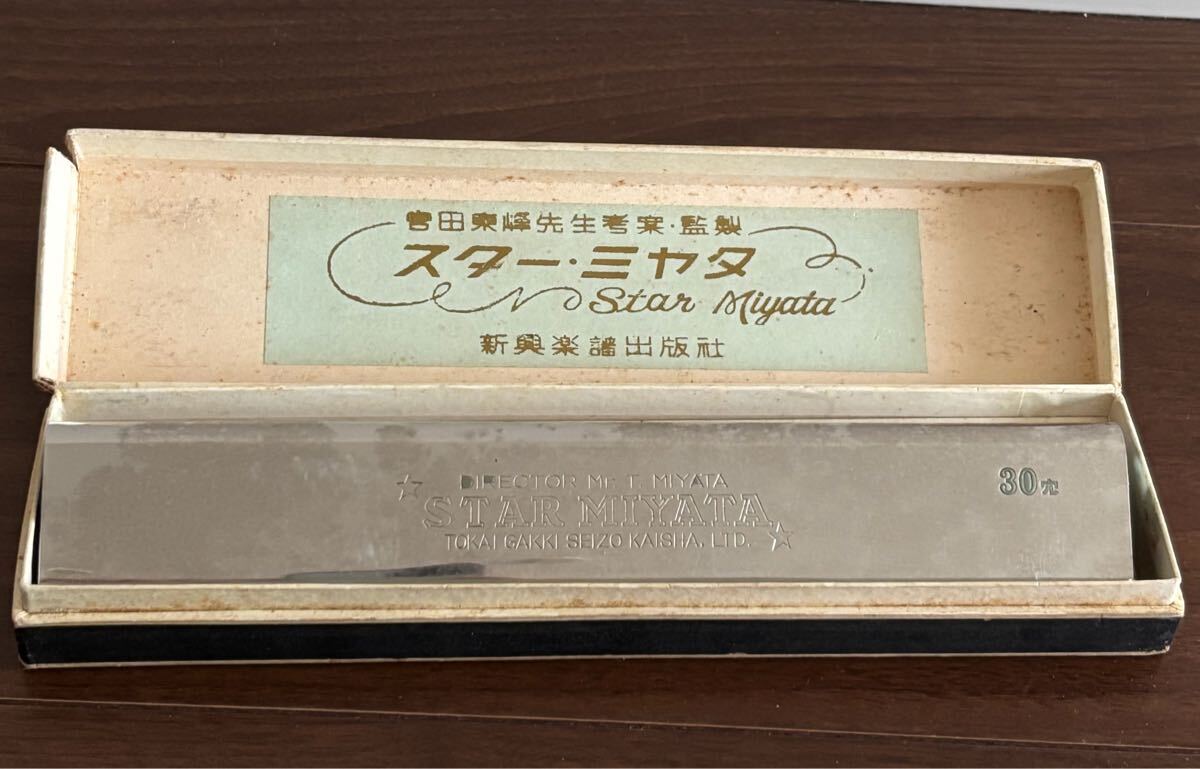 宮田東峰先生考案・監製
スター・ミヤタ
Star Miyata
新興楽譜出版社
DIRECTOR Mr. T. MIYATA
STAR MIYATA
TOKAI GAKKI SEIZO KAISHA, LTD.
30穴